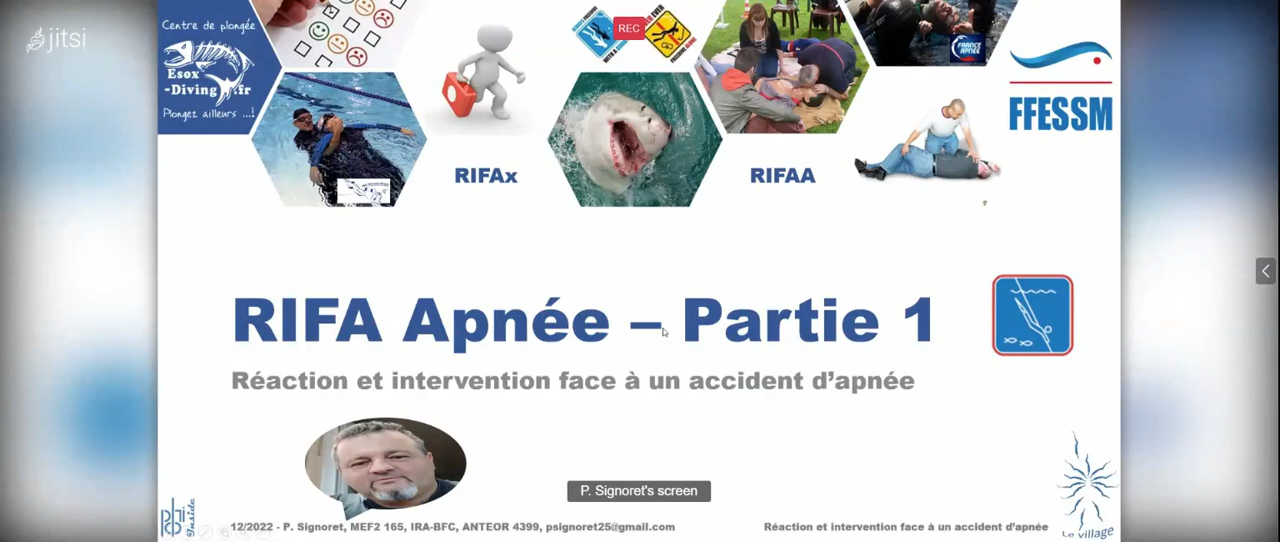 jitsi
Centre de plongée
Esox
-Diving.fr
Plongez ailleurs ...!
REC
FRANCE
APNÉE
FFESSM
RIFAx
RIFAA
RIFA Apnée – Partie 1
Réaction et intervention face à un accident d'apnée
P. Signoret's screen
Inside
12/2022 - P. Signoret, MEF2 165, IRA-BFC, ANTEOR 4399, psignoret25@gmail.com
Réaction et intervention face à un accident d'apnée
Le village